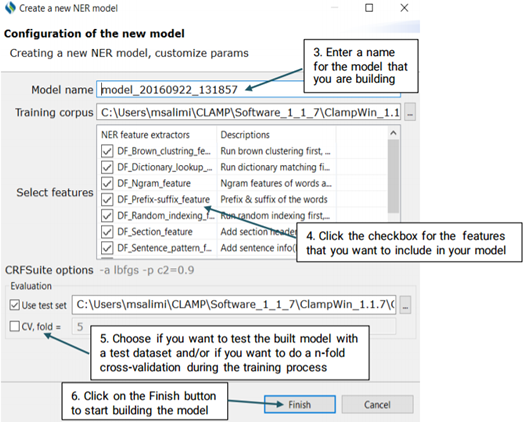 Create a new NER model
Configuration of the new model
Creating a new NER model, customize params
3. Enter a name
for the model that
you are building
Model name model_20160922_131857
Training corpus C:\Users\msalimi\CLAMP\Software_1_1_7\ClampWin_1.1 ...
NER feature extractors Descriptions
DF_Brown_clustring_fe... Run brown clustering first, ...
DF_Dictionary_lookup_... Run dictionary matching fi...
DF_Ngram_feature Ngram features of words a...
Select features
DF_Prefix-suffix_feature Prefix & suffix of the words
DF_Random_indexing_f... Run random indexing first,...
DF_Section_feature Add section heade
DF_Sentence_pattern_f... Add sentence info(l
4. Click the checkbox for the features
that you want to include in your model
CRFSuite options -a lbfgs -p c2=0.9
Evaluation
Use test set C:\Users\msalimi\CLAMP\Software_1_1_7\ClampWin_1.1.7\( ...
CV, fold = 5
5. Choose if you want to test the built model with
a test dataset and/or if you want to do a n-fold
cross-validation during the training process
6. Click on the Finish button
to start building the model
Finish Cancel